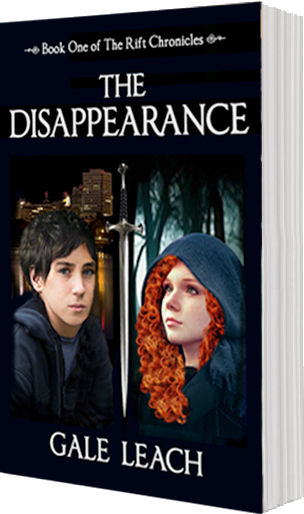 Book One of The Rift Chronicles
THE
DISAPPEARANCE
GALE LEACH